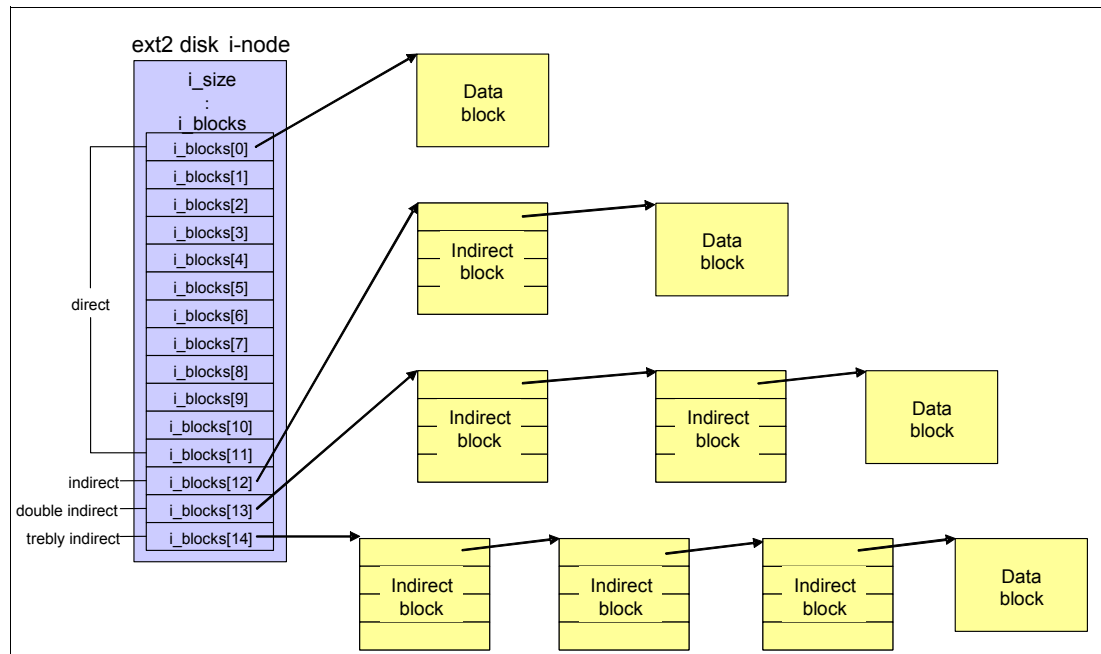 ext2 disk i-node
i_size
:
i_blocks
i_blocks[0]
i_blocks[1]
i_blocks[2]
i_blocks[3]
i_blocks[4]
i_blocks[5]
i_blocks[6]
i_blocks[7]
i_blocks[8]
i_blocks[9]
i_blocks[10]
i_blocks[11]
i_blocks[12]
i_blocks[13]
i_blocks[14]
direct
indirect
double indirect
trebly indirect
Data
block
Indirect
block
Data
block
Indirect
block
Indirect
block
Data
block
Indirect
block
Indirect
block
Indirect
block
Data
block